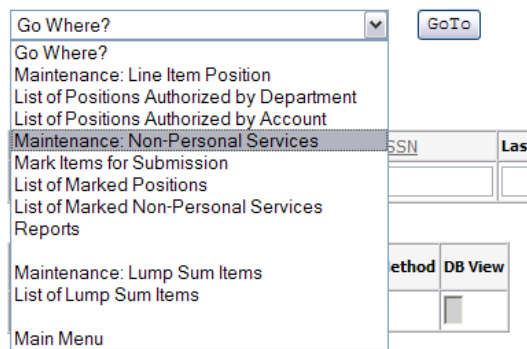 Go Where? GoTo
Go Where?
Maintenance: Line Item Position
List of Positions Authorized by Department
List of Positions Authorized by Account
Maintenance: Non-Personal Services
SSN Las
Mark Items for Submission
List of Marked Positions
List of Marked Non-Personal Services
Reports
Maintenance: Lump Sum Items
ethod DB View
List of Lump Sum Items
Main Menu